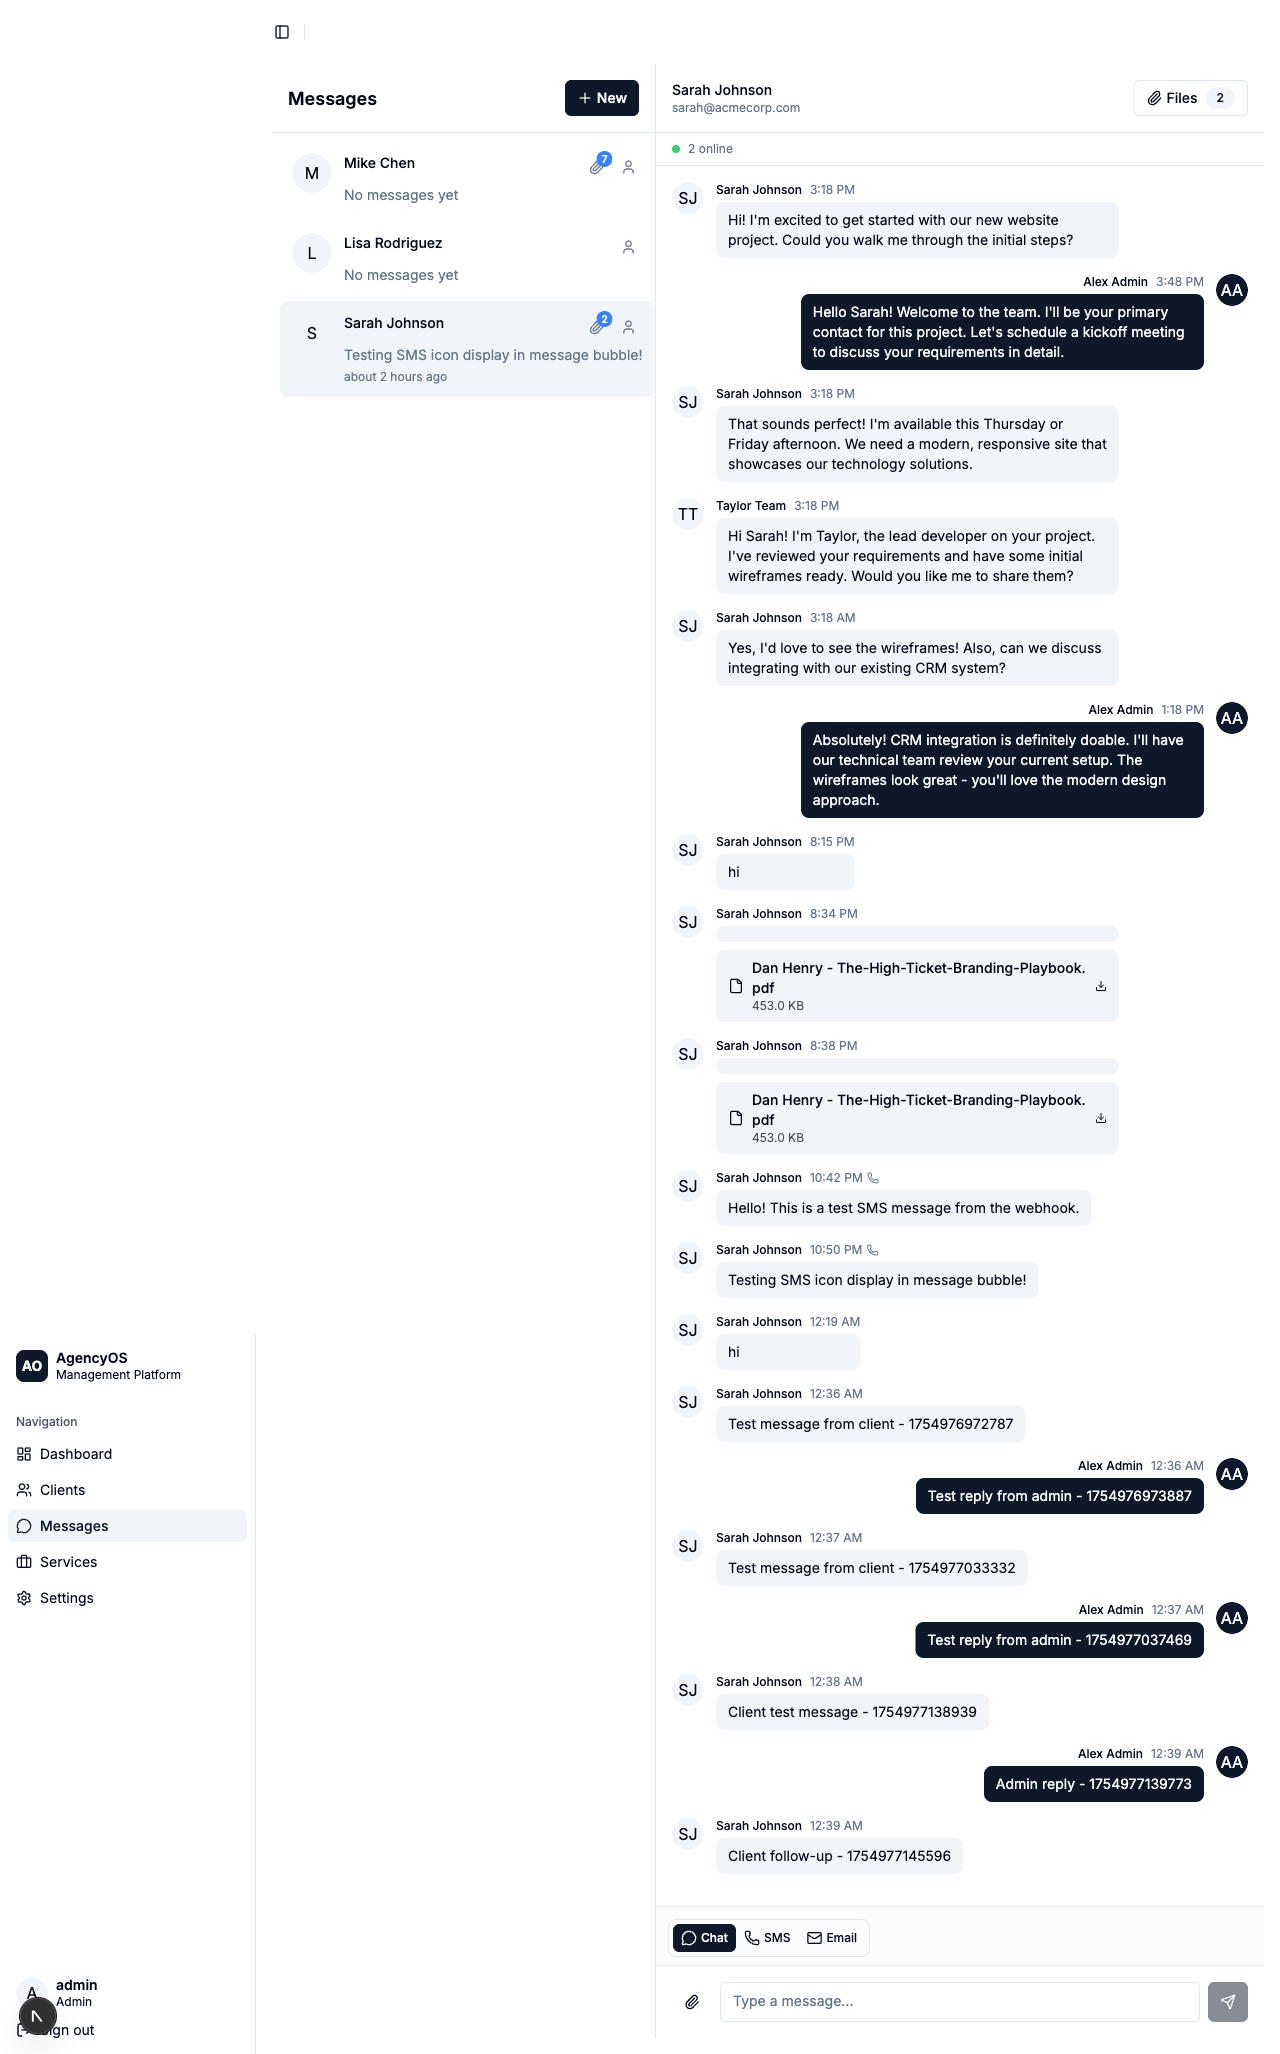 Messages
New
Mike Chen
7
No messages yet
Lisa Rodriguez
No messages yet
Sarah Johnson
2
Testing SMS icon display in message bubble!
about 2 hours ago
M
L
S
Sarah Johnson
sarah@acmecorp.com
Files 2
2 online
SJ
Sarah Johnson 3:18 PM
Hi! I'm excited to get started with our new website
project. Could you walk me through the initial steps?
Alex Admin 3:48 PM
AA
Hello Sarah! Welcome to the team. I'll be your primary
contact for this project. Let's schedule a kickoff meeting
to discuss your requirements in detail.
SJ
Sarah Johnson 3:18 PM
That sounds perfect! I'm available this Thursday or
Friday afternoon. We need a modern, responsive site that
showcases our technology solutions.
TT
Taylor Team 3:18 PM
Hi Sarah! I'm Taylor, the lead developer on your project.
I've reviewed your requirements and have some initial
wireframes ready. Would you like me to share them?
SJ
Sarah Johnson 3:18 AM
Yes, I'd love to see the wireframes! Also, can we discuss
integrating with our existing CRM system?
Alex Admin 1:18 PM
AA
Absolutely! CRM integration is definitely doable. I'll have
our technical team review your current setup. The
wireframes look great - you'll love the modern design
approach.
SJ
Sarah Johnson 8:15 PM
hi
SJ
Sarah Johnson 8:34 PM
Dan Henry - The-High-Ticket-Branding-Playbook.
pdf
453.0 KB
SJ
Sarah Johnson 8:38 PM
Dan Henry - The-High-Ticket-Branding-Playbook.
pdf
453.0 KB
SJ
Sarah Johnson 10:42 PM
Hello! This is a test SMS message from the webhook.
SJ
Sarah Johnson 10:50 PM
Testing SMS icon display in message bubble!
SJ
Sarah Johnson 12:19 AM
hi
SJ
Sarah Johnson 12:36 AM
Test message from client - 1754976972787
Alex Admin 12:36 AM
AA
Test reply from admin - 1754976973887
SJ
Sarah Johnson 12:37 AM
Test message from client - 1754977033332
Alex Admin 12:37 AM
AA
Test reply from admin - 1754977037469
SJ
Sarah Johnson 12:38 AM
Client test message - 1754977138939
Alex Admin 12:39 AM
AA
Admin reply - 1754977139773
SJ
Sarah Johnson 12:39 AM
Client follow-up - 1754977145596
Chat
SMS
Email
Type a message...
AO
AgencyOS
Management Platform
Navigation
Dashboard
Clients
Messages
Services
Settings
A
admin
Admin
gn out